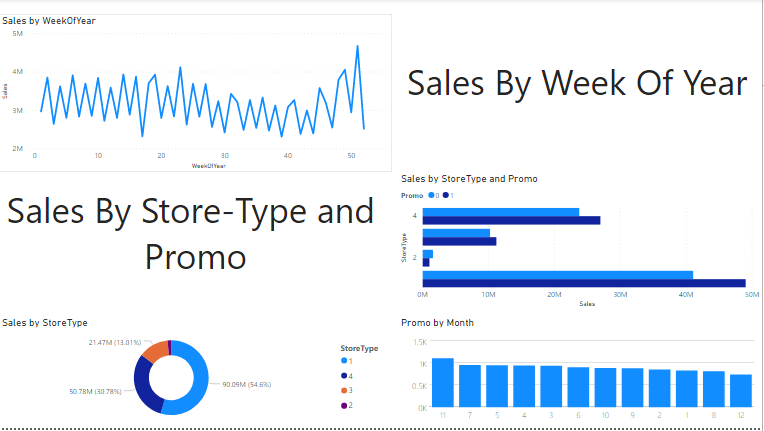 Sales by WeekOfYear
5M
4M
3M
2M
Sales
0 10 20 30 40 50
WeekOfYear
Sales By Week Of Year
Sales By Store-Type and
Promo
Sales by StoreType and Promo
Promo 0 1
StoreType
4
2
0M 10M 20M 30M 40M 50M
Sales
Sales by StoreType
21.47M (13.01%)
50.78M (30.78%)
90.09M (54.6%)
StoreType
1
4
3
2
Promo by Month
1.5K
1K
0.5K
0K
11 7 5 4 3 6 10 9 2 1 8 12